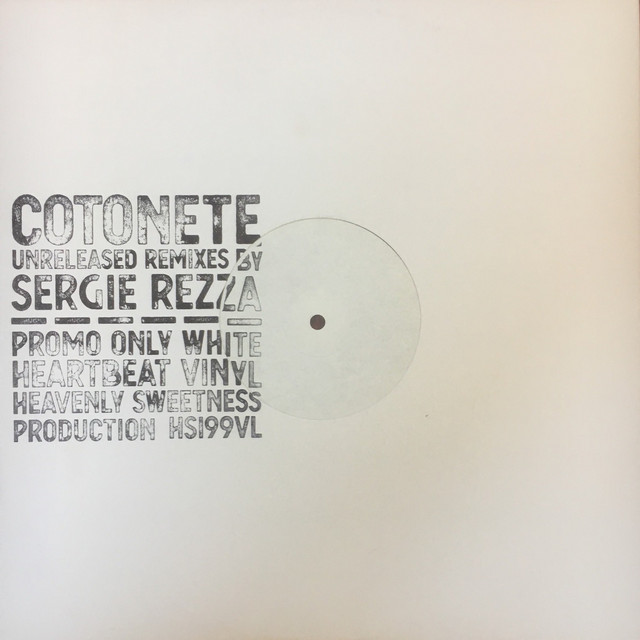 COTONETE
UNRELEASED REMIXES BY
SERGIE REZZA
PROMO ONLY WHITE
HEARTBEAT VINYL
HEAVENLY SWEETNESS
PRODUCTION HS199VL